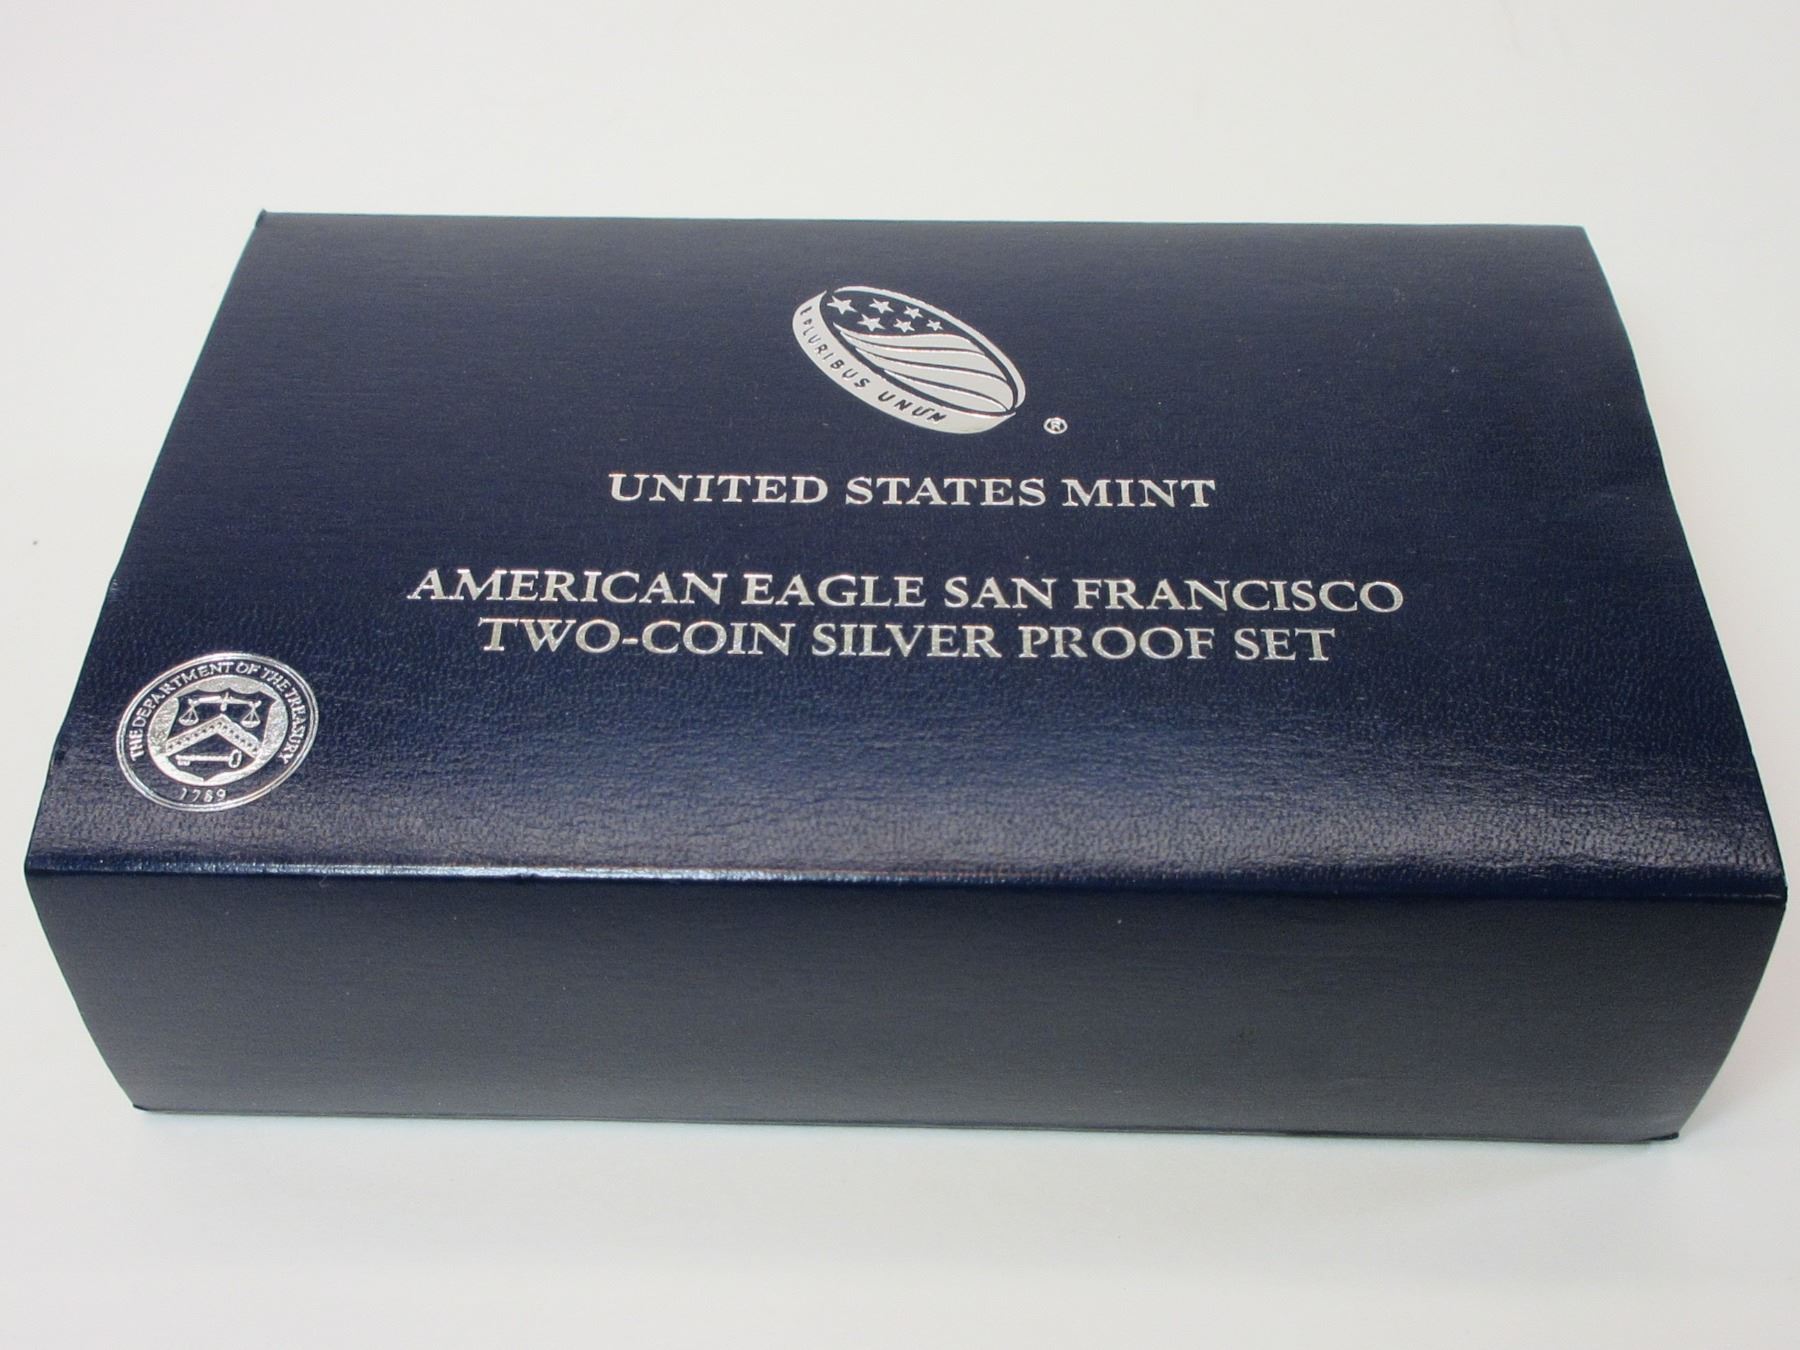 E PLURIBUS UNUM
®
UNITED STATES MINT
AMERICAN EAGLE SAN FRANCISCO
TWO-COIN SILVER PROOF SET
THE DEPARTMENT OF THE TREASURY
1789